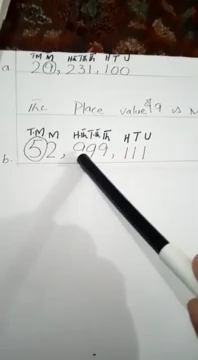 TM M Hth Tth Th H T U
a 29,231,100
The Place value of 9 is M
TM M Hth Tth Th H T U
b. 52,999,111